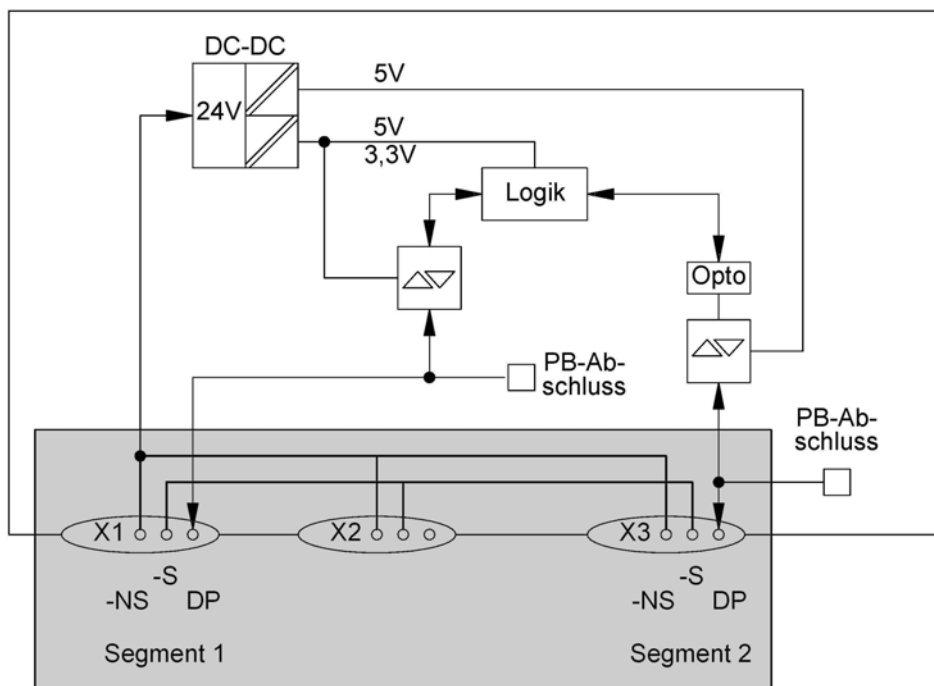 DC-DC
24V
5V
5V
3,3V
Logik
Opto
PB-Ab-
schluss
PB-Ab-
schluss
X1
X2
X3
-S
-NS
DP
-S
-NS
DP
Segment 1
Segment 2